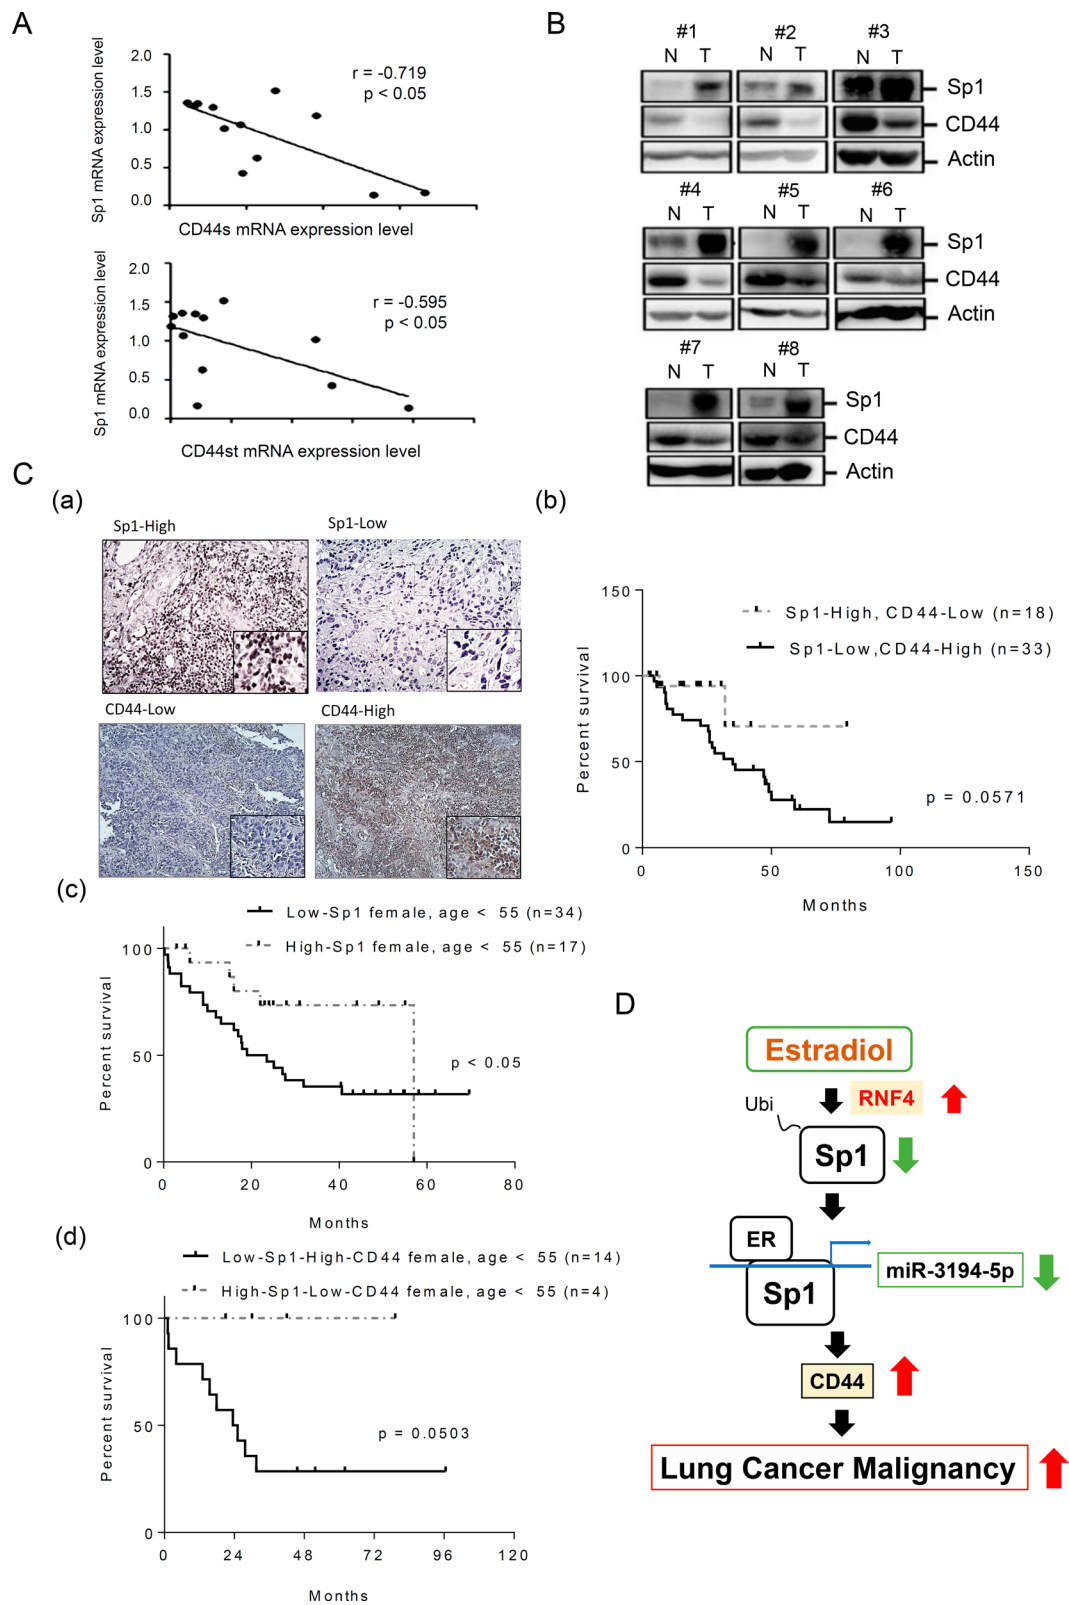 A
2.0
1.5
1.0
0.5
0.0
Sp1 mRNA expression level
r = -0.719
p < 0.05
CD44s mRNA expression level
2.0
1.5
1.0
0.5
0.0
Sp1 mRNA expression level
r = -0.595
p < 0.05
CD44st mRNA expression level
B
#1 #2 #3
N T N T N T
Sp1
CD44
Actin
#4 #5 #6
N T N T N T
Sp1
CD44
Actin
#7 #8
N T N T
Sp1
CD44
Actin
C
(a)
Sp1-High Sp1-Low
CD44-Low CD44-High
(b)
150
100
50
0
Percent survival
Sp1-High, CD44-Low (n=18)
Sp1-Low,CD44-High (n=33)
p = 0.0571
0 50 100 150
Months
(c)
Low-Sp1 female, age < 55 (n=34)
High-Sp1 female, age < 55 (n=17)
100
50
0
Percent survival
p < 0.05
0 20 40 60 80
Months
(d)
Low-Sp1-High-CD44 female, age < 55 (n=14)
High-Sp1-Low-CD44 female, age < 55 (n=4)
100
50
0
Percent survival
p = 0.0503
0 24 48 72 96 120
Months
D
Estradiol
RNF4
Ubi
Sp1
ER
miR-3194-5p
Sp1
CD44
Lung Cancer Malignancy